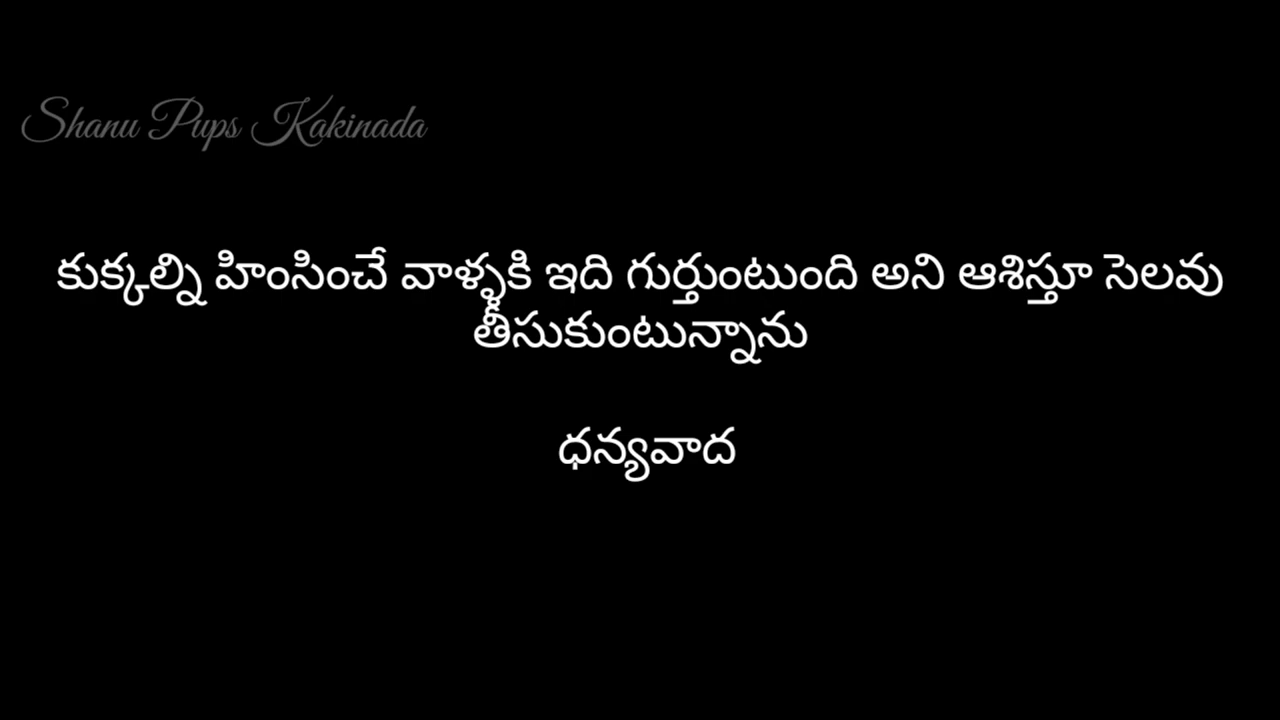 Shanu Pups Kakinada
కుక్కల్ని హింసించే వాళ్ళకి ఇది గుర్తుంటుంది అని ఆశిస్తూ సెలవు
తీసుకుంటున్నాను
ధన్యవాద